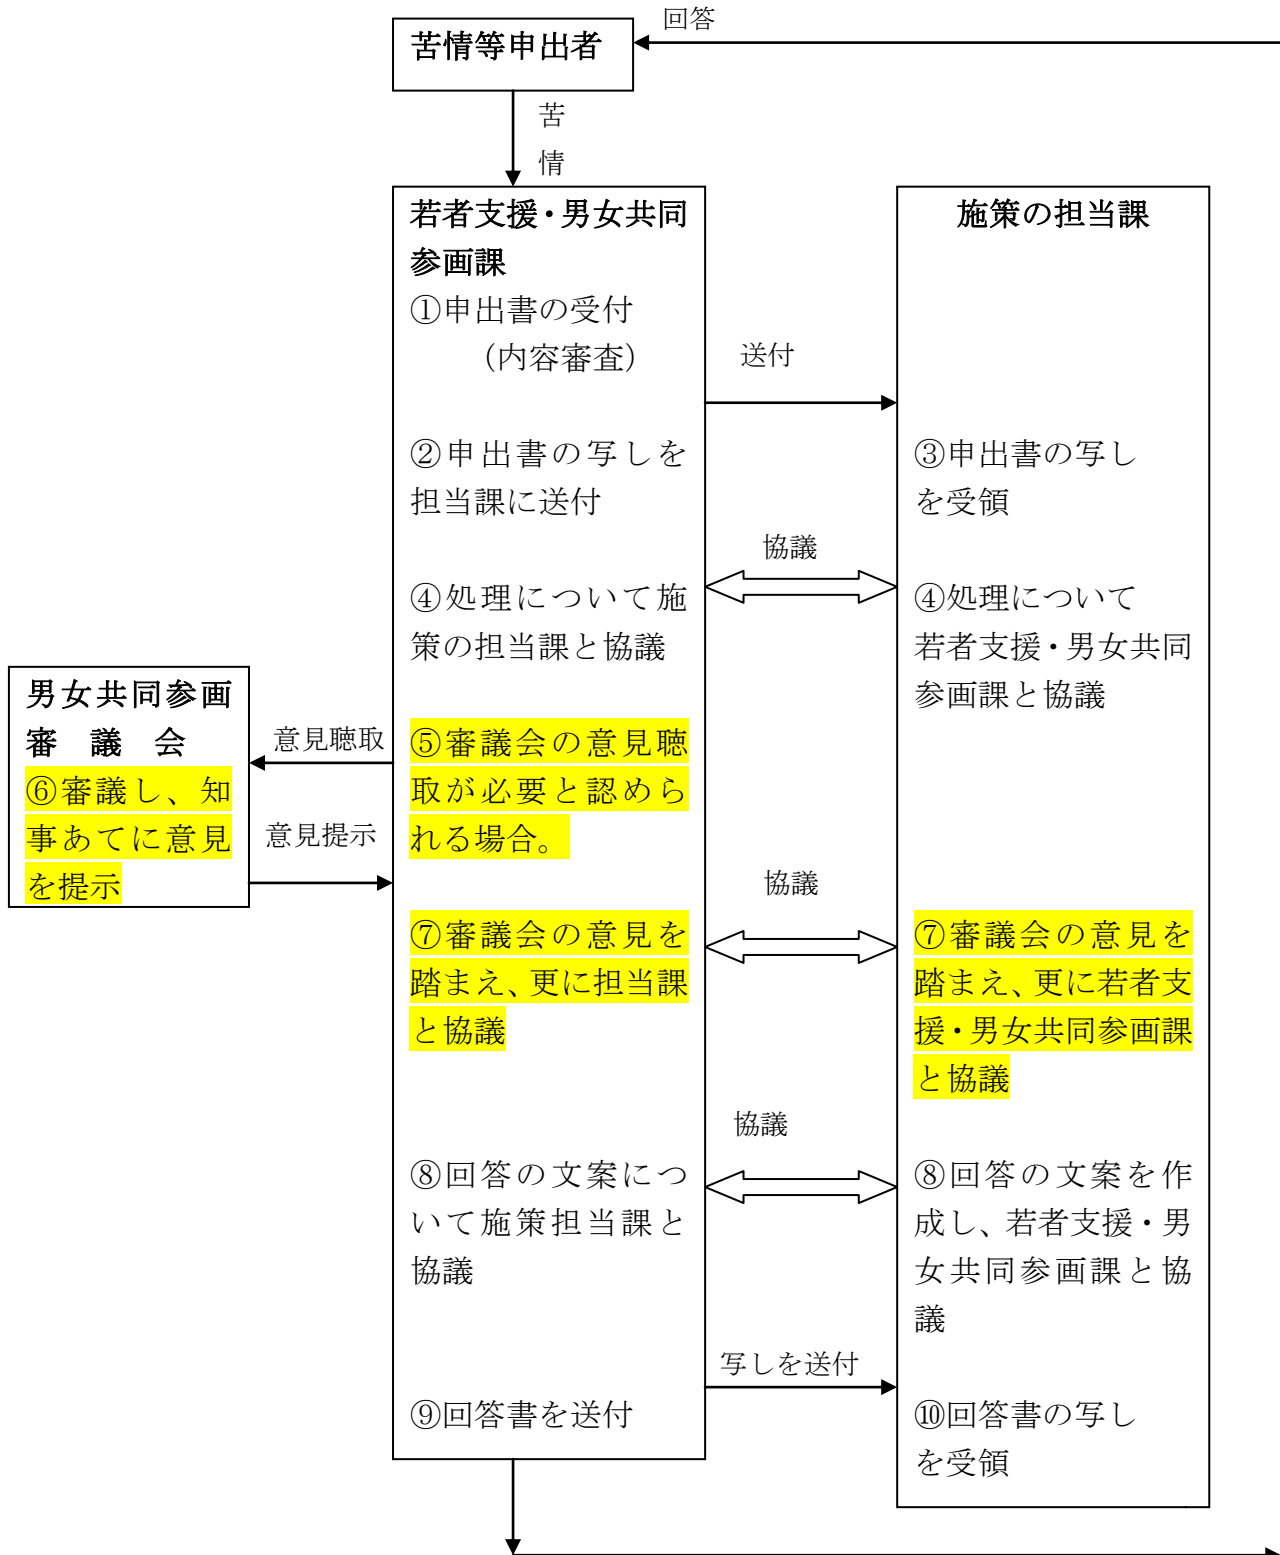 回答
苦情等申出者
苦
情
若者支援・男女共同
参画課
①申出書の受付
（内容審査）
②申出書の写しを
担当課に送付
④処理について施
策の担当課と協議
⑤審議会の意見聴
取が必要と認めら
れる場合。
⑦審議会の意見を
踏まえ、更に担当課
と協議
⑧回答の文案につ
いて施策担当課と
協議
⑨回答書を送付
送付
協議
協議
協議
写しを送付
施策の担当課
③申出書の写し
を受領
④処理について
若者支援・男女共同
参画課と協議
⑦審議会の意見を
踏まえ、更に若者支
援・男女共同参画課
と協議
⑧回答の文案を作
成し、若者支援・男
女共同参画課と協
議
⑩回答書の写し
を受領
男女共同参画
審　議　会
⑥審議し、知
事あてに意見
を提示
意見聴取
意見提示